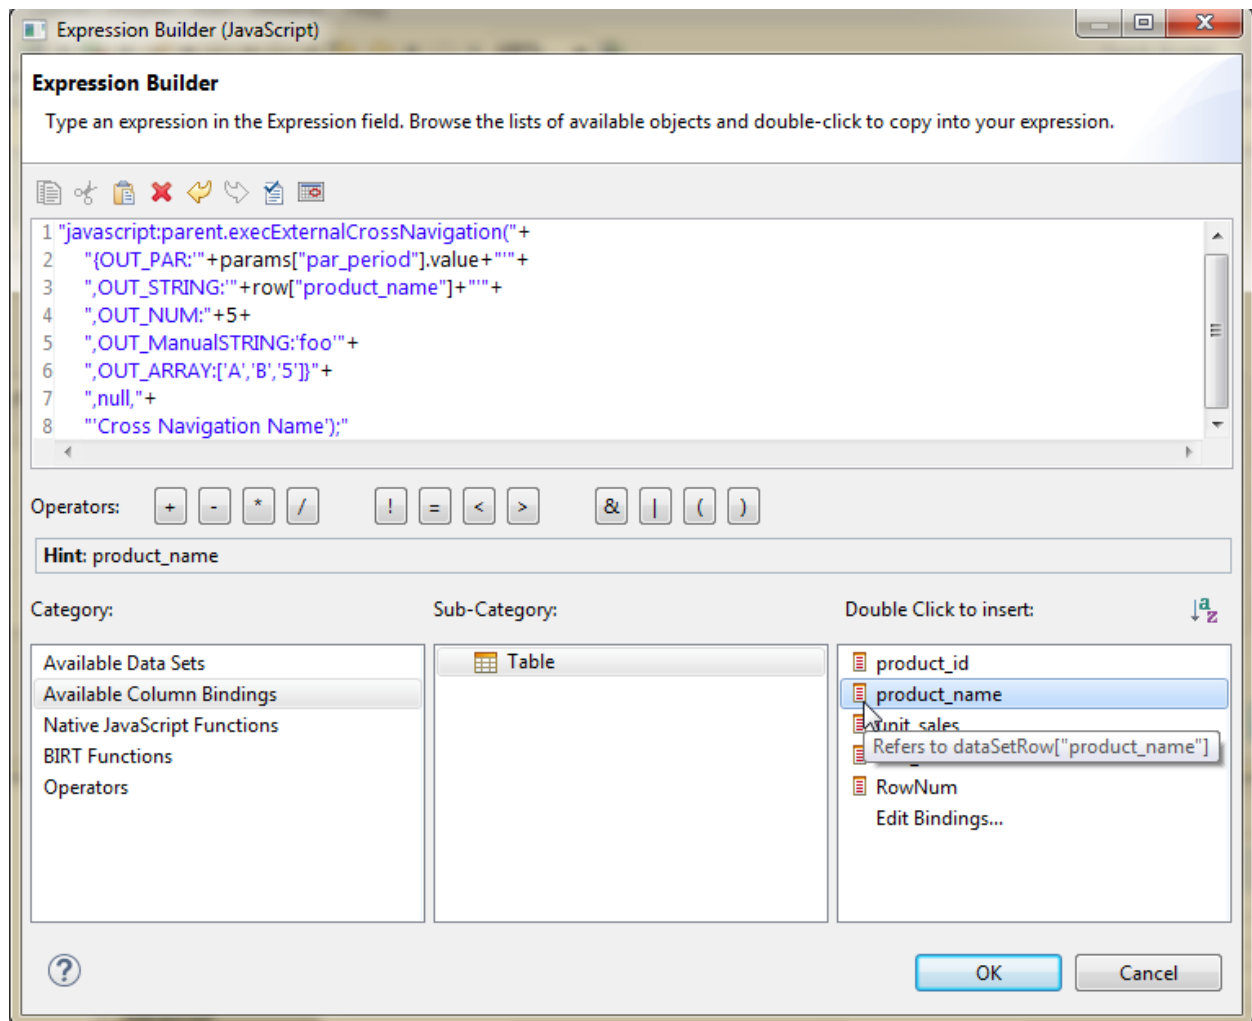 Expression Builder (JavaScript)
Expression Builder
Type an expression in the Expression field. Browse the lists of available objects and double-click to copy into your expression.
1 "javascript:parent.execExternalCrossNavigation("+
2 "{OUT_PAR:'"+params["par_period"].value+"'"+
3 ",OUT_STRING:'"+row["product_name"]+"'"+
4 ",OUT_NUM:"+5+
5 ",OUT_ManualSTRING:'foo'"+
6 ",OUT_ARRAY:['A','B','5']}"+
7 ",null,"+
8 "'Cross Navigation Name');"
Operators: + - * / ! = < > & | ( )
Hint: product_name
Category: Sub-Category: Double Click to insert:
Available Data Sets
Available Column Bindings
Native JavaScript Functions
BIRT Functions
Operators
Table
product_id
product_name
unit_sales
Refers to dataSetRow["product_name"]
RowNum
Edit Bindings...
OK Cancel